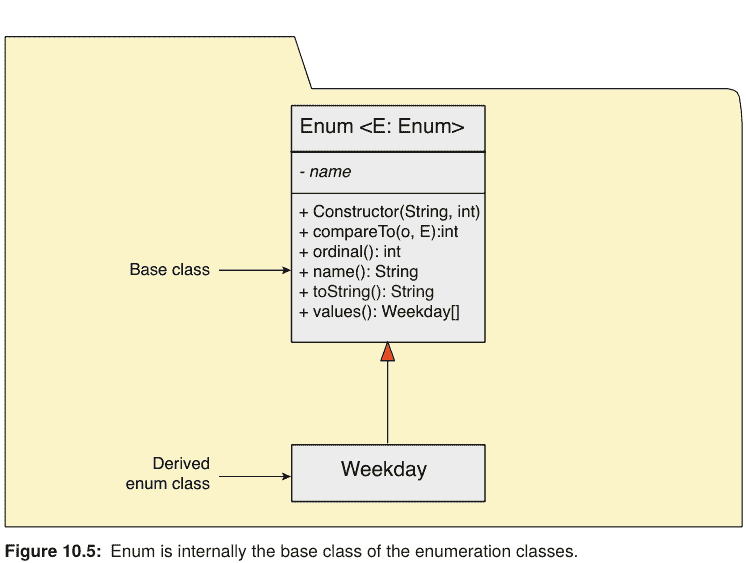 Enum <E: Enum>
- name
+ Constructor(String, int)
+ compareTo(o, E):int
+ ordinal(): int
+ name(): String
+ toString(): String
+ values(): Weekday[]
Base class
Weekday
Derived
enum class
Figure 10.5: Enum is internally the base class of the enumeration classes.